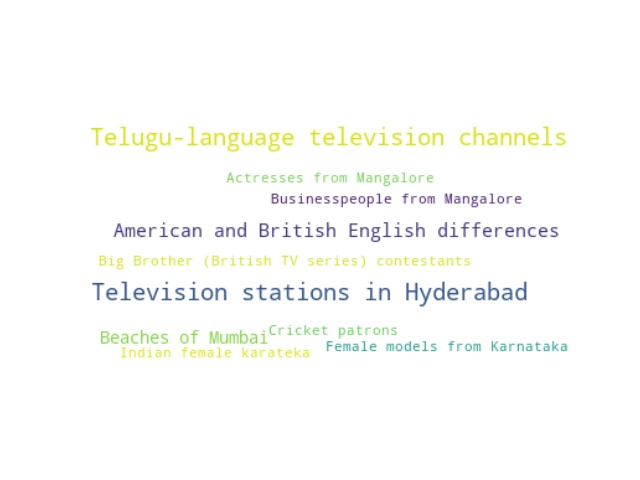 Telugu-language television channels
Actresses from Mangalore
Businesspeople from Mangalore
American and British English differences
Big Brother (British TV series) contestants
Television stations in Hyderabad
Cricket patrons
Beaches of Mumbai
Female models from Karnataka
Indian female karateka